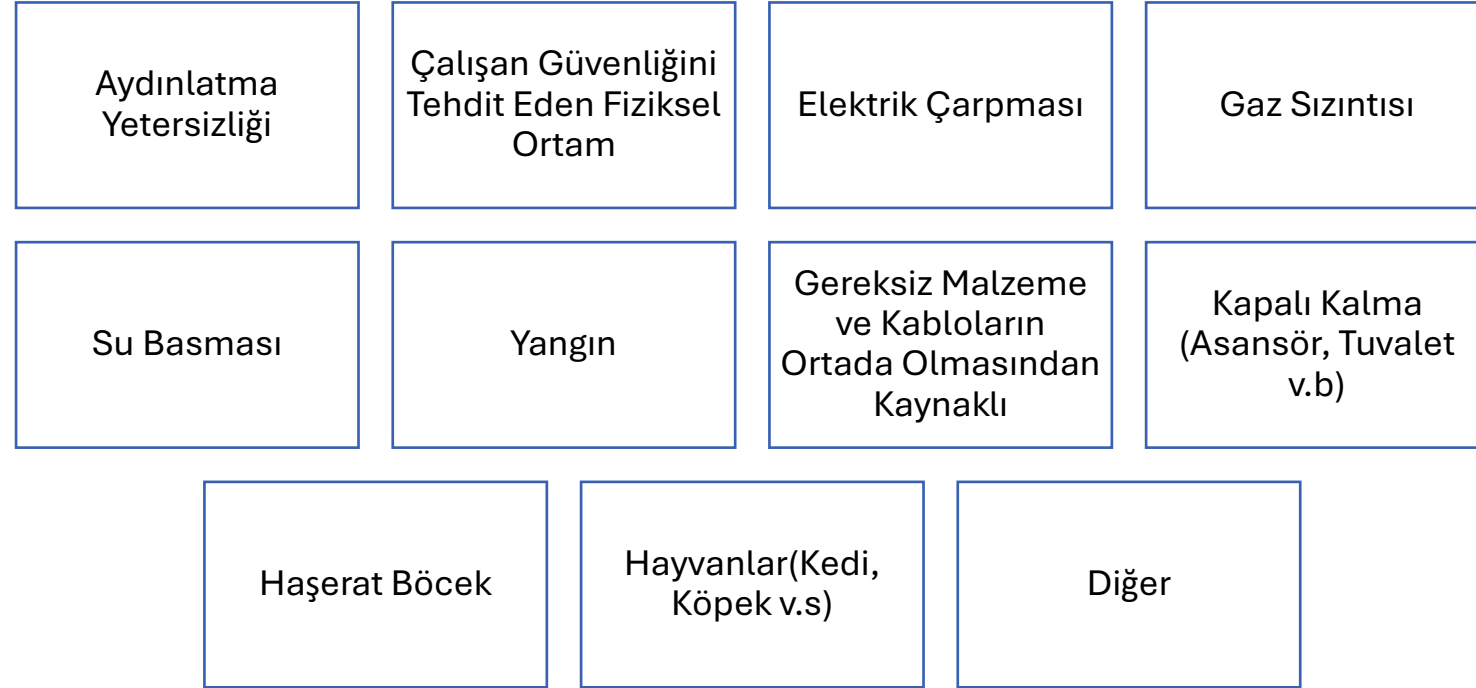 Aydınlatma
Yetersizliği
Çalışan Güvenliğini
Tehdit Eden Fiziksel
Ortam
Elektrik Çarpması
Gaz Sızıntısı
Su Basması
Yangın
Gereksiz Malzeme
ve Kabloların
Ortada Olmasından
Kaynaklı
Kapalı Kalma
(Asansör, Tuvalet
v.b)
Haşerat Böcek
Hayvanlar(Kedi,
Köpek v.s)
Diğer